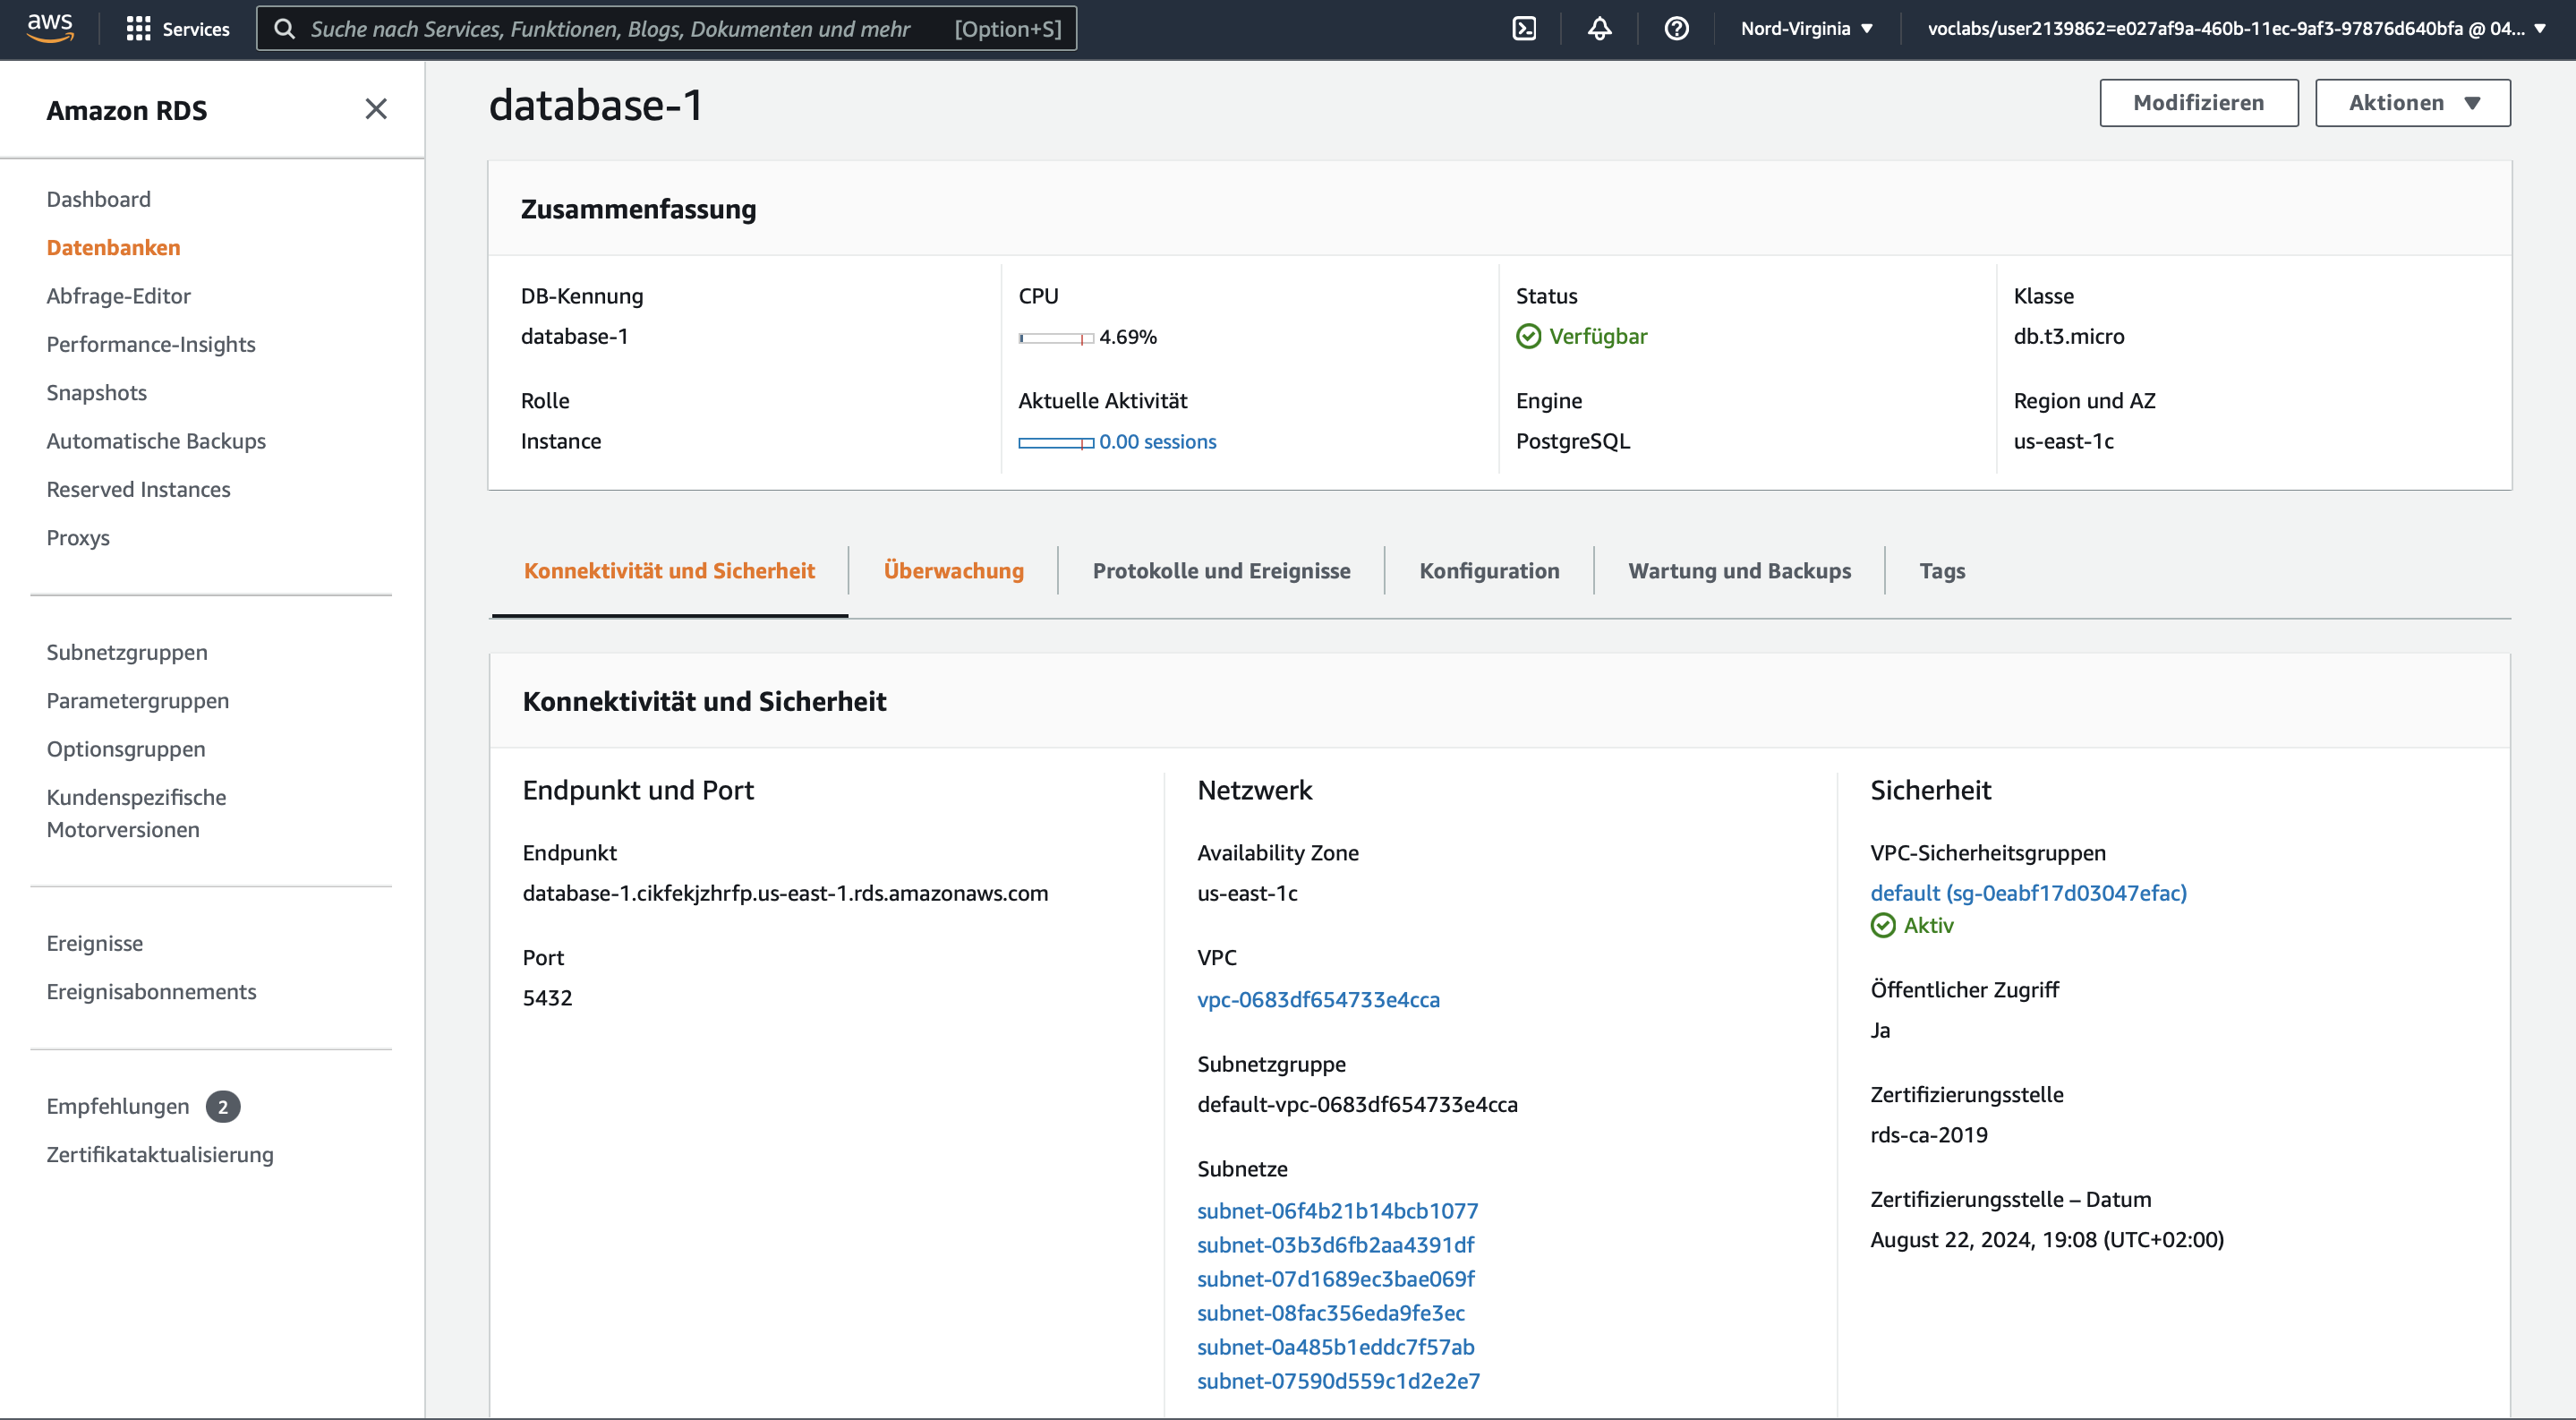 aws Services Suche nach Services, Funktionen, Blogs, Dokumenten und mehr [Option+S] Nord-Virginia voclabs/user2139862=e027af9a-460b-11ec-9af3-97876d640bfa @ 04...
Amazon RDS
Dashboard
Datenbanken
Abfrage-Editor
Performance-Insights
Snapshots
Automatische Backups
Reserved Instances
Proxys
Subnetzgruppen
Parametergruppen
Optionsgruppen
Kundenspezifische
Motorversionen
Ereignisse
Ereignisabonnements
Empfehlungen 2
Zertifikataktualisierung
database-1
Modifizieren
Aktionen
Zusammenfassung
DB-Kennung
database-1
Rolle
Instance
CPU
4.69%
Aktuelle Aktivität
0.00 sessions
Status
Verfügbar
Engine
PostgreSQL
Klasse
db.t3.micro
Region und AZ
us-east-1c
Konnektivität und Sicherheit
Überwachung
Protokolle und Ereignisse
Konfiguration
Wartung und Backups
Tags
Konnektivität und Sicherheit
Endpunkt und Port
Endpunkt
database-1.cikfekjzhrfp.us-east-1.rds.amazonaws.com
Port
5432
Netzwerk
Availability Zone
us-east-1c
VPC
vpc-0683df654733e4cca
Subnetzgruppe
default-vpc-0683df654733e4cca
Subnetze
subnet-06f4b21b14bcb1077
subnet-03b3d6fb2aa4391df
subnet-07d1689ec3bae069f
subnet-08fac356eda9fe3ec
subnet-0a485b1eddc7f57ab
subnet-07590d559c1d2e2e7
Sicherheit
VPC-Sicherheitsgruppen
default (sg-0eabf17d03047efac)
Aktiv
Öffentlicher Zugriff
Ja
Zertifizierungsstelle
rds-ca-2019
Zertifizierungsstelle – Datum
August 22, 2024, 19:08 (UTC+02:00)